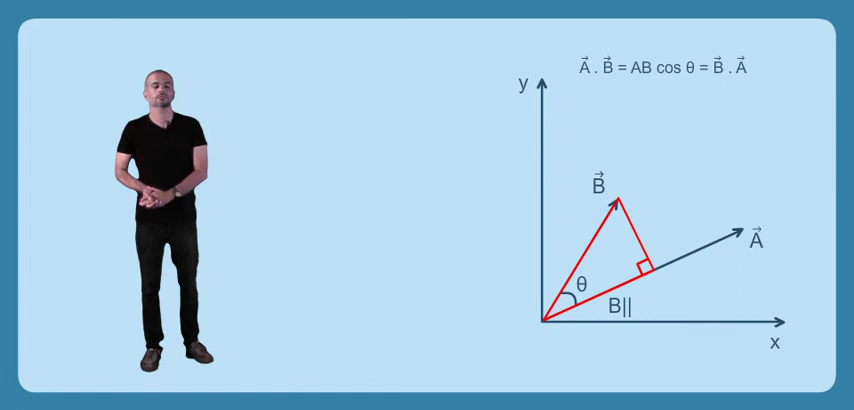 A⃗ . B⃗ = AB cos θ = B⃗ . A⃗
y
B⃗
A⃗
θ
B||
x